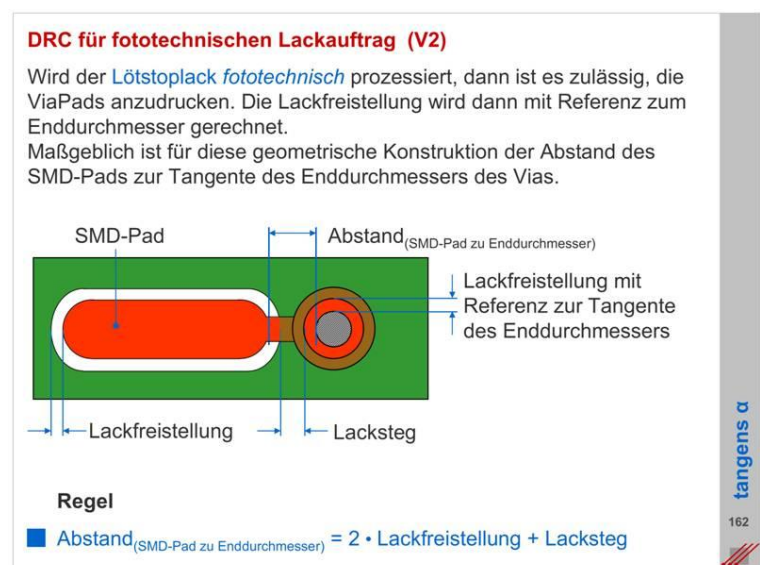 DRC für fototechnischen Lackauftrag (V2)
Wird der Lötstoplack fototechnisch prozessiert, dann ist es zulässig, die
ViaPads anzudrucken. Die Lackfreistellung wird dann mit Referenz zum
Enddurchmesser gerechnet.
Maßgeblich ist für diese geometrische Konstruktion der Abstand des
SMD-Pads zur Tangente des Enddurchmessers des Vias.
SMD-Pad
Abstand(SMD-Pad zu Enddurchmesser)
Lackfreistellung mit
Referenz zur Tangente
des Enddurchmessers
Lackfreistellung
Lacksteg
Regel
Abstand(SMD-Pad zu Enddurchmesser) = 2 • Lackfreistellung + Lacksteg
tangens α
162